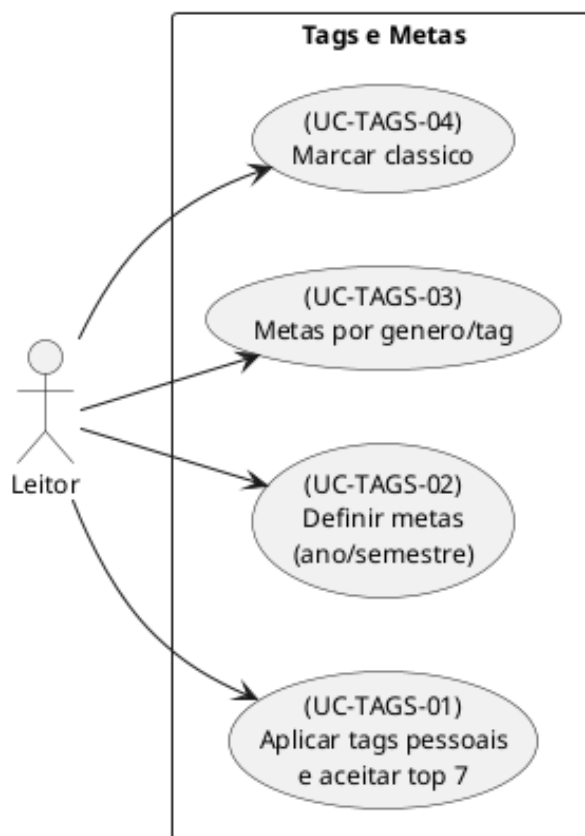 Tags e Metas
(UC-TAGS-04)
Marcar classico
(UC-TAGS-03)
Metas por genero/tag
Leitor
(UC-TAGS-02)
Definir metas
(ano/semestre)
(UC-TAGS-01)
Aplicar tags pessoais
e aceitar top 7